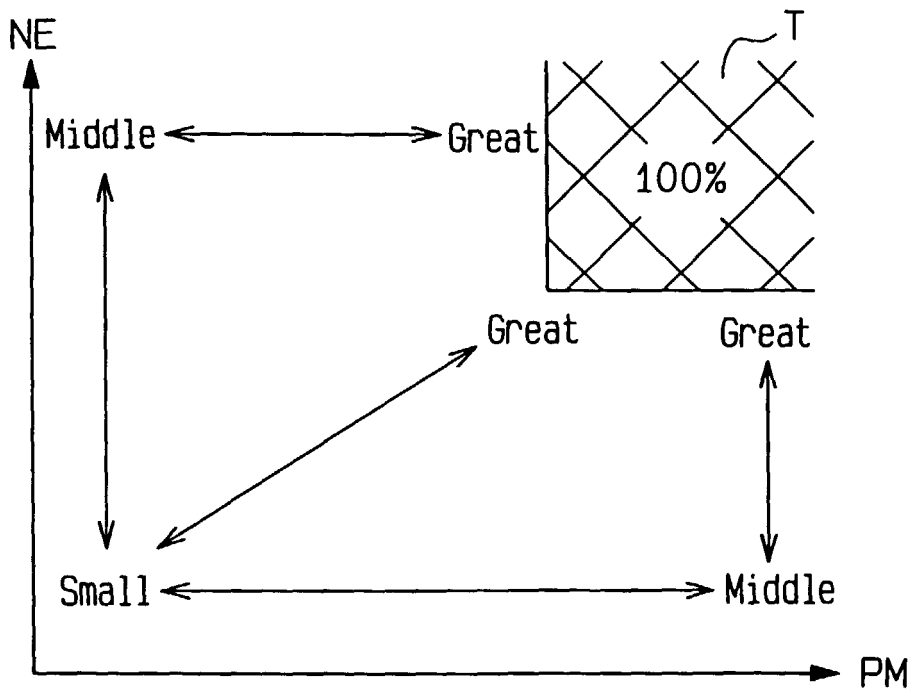 NE
T
Middle
Great
100%
Great
Great
Small
Middle
PM